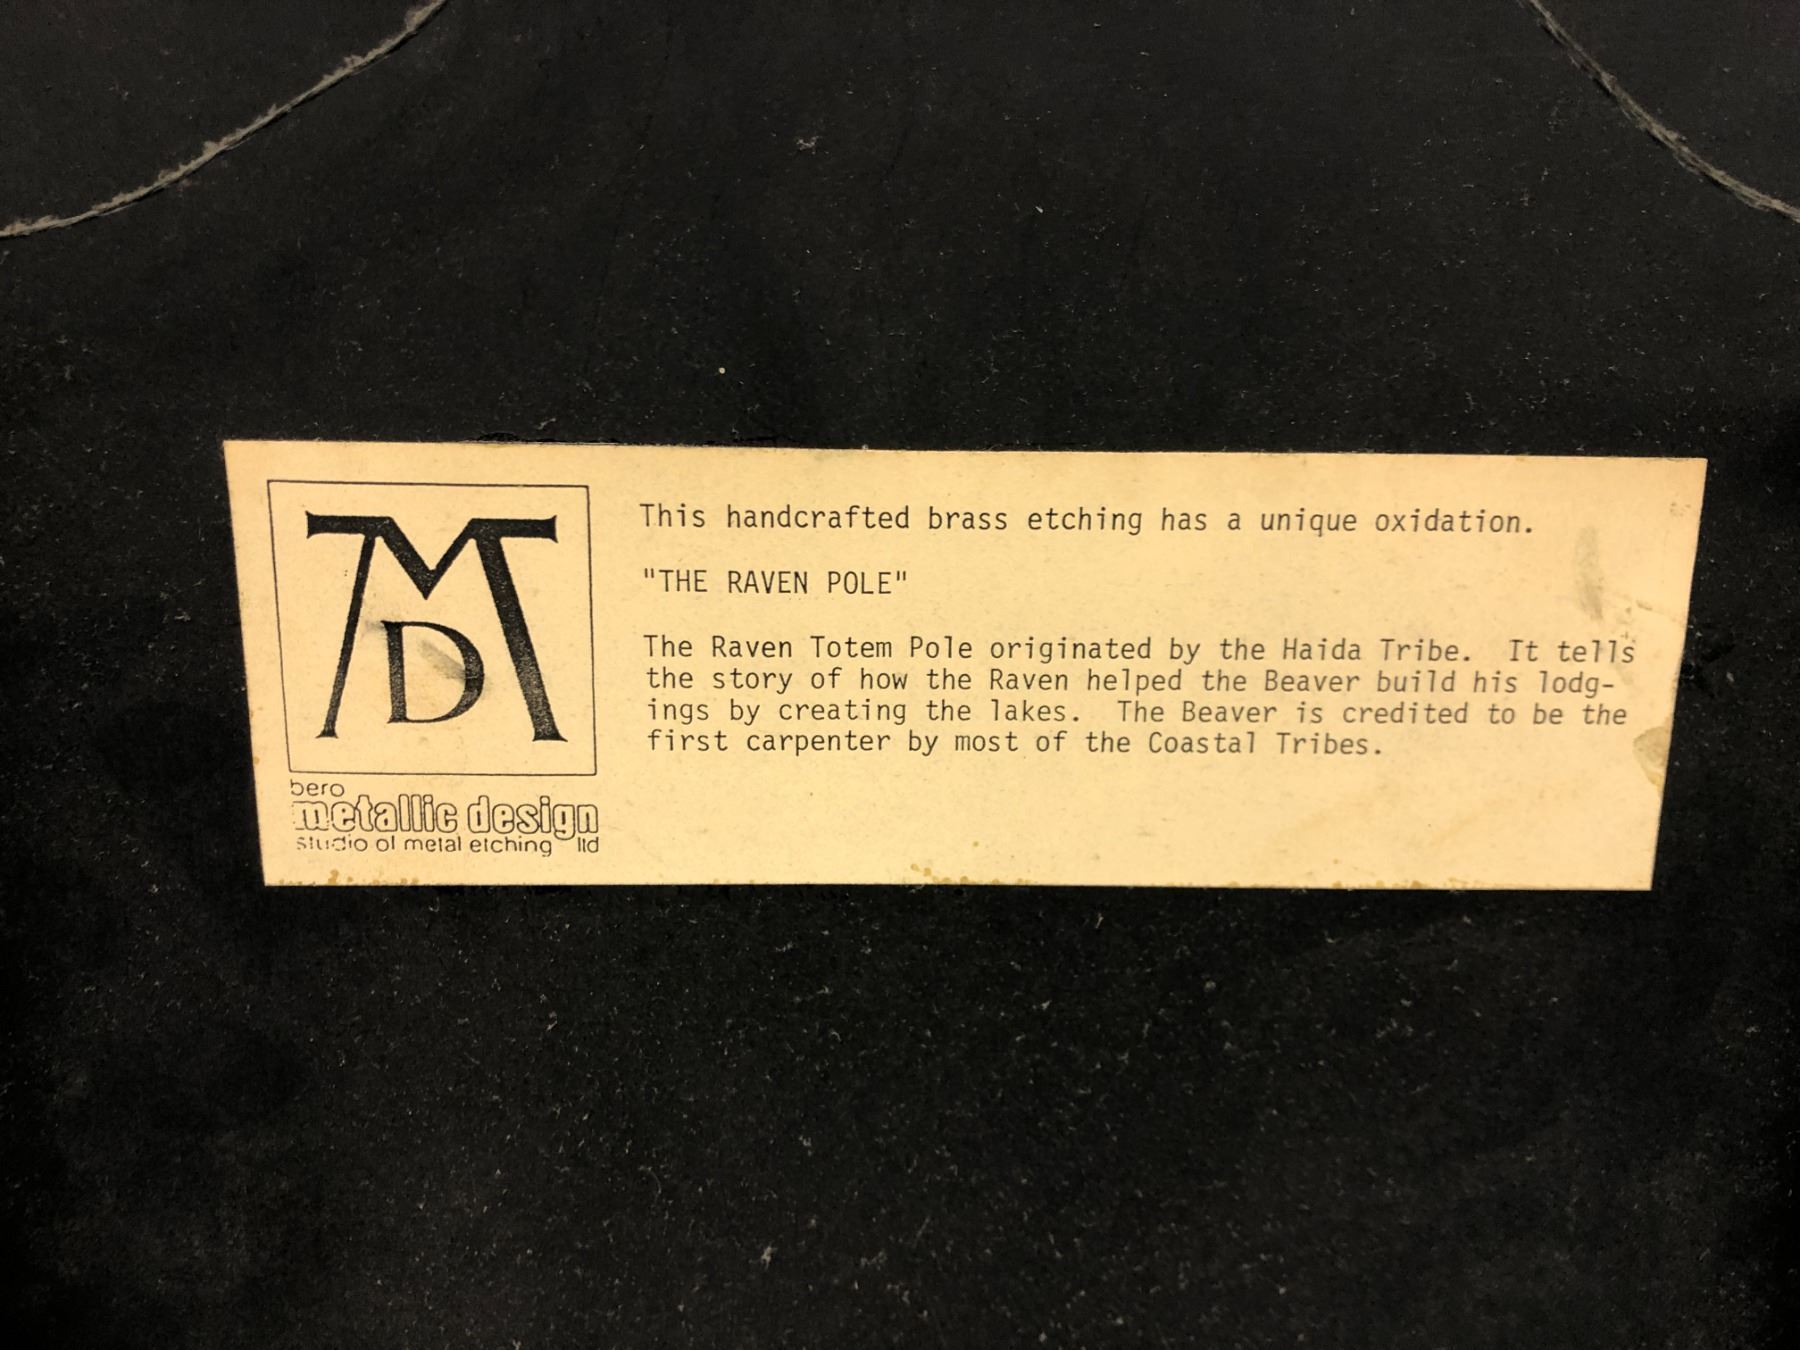 MD
bero
metallic design
studio of metal etching ltd
This handcrafted brass etching has a unique oxidation.
"THE RAVEN POLE"
The Raven Totem Pole originated by the Haida Tribe. It tells
the story of how the Raven helped the Beaver build his lodg-
ings by creating the lakes. The Beaver is credited to be the
first carpenter by most of the Coastal Tribes.